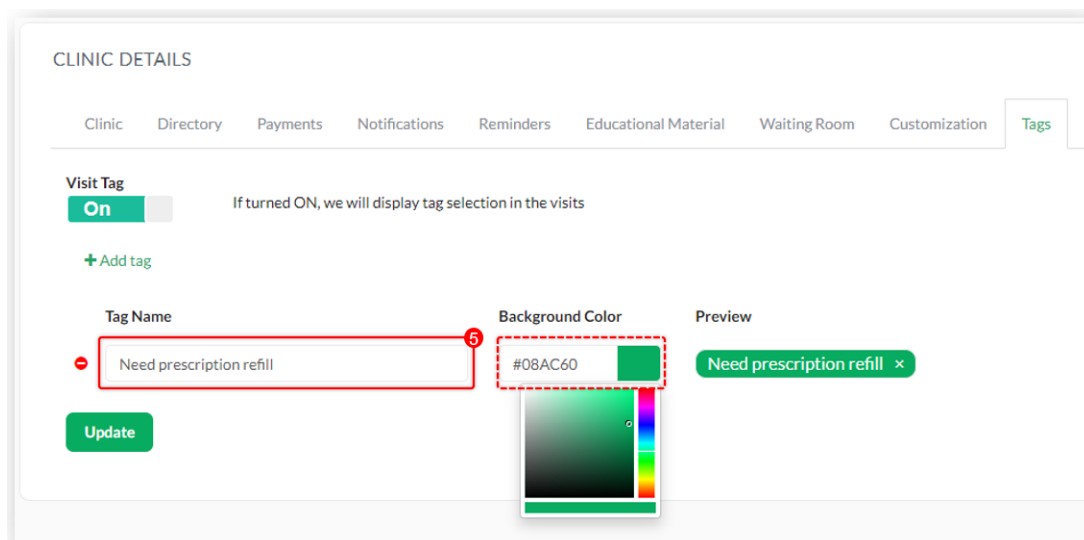 CLINIC DETAILS
Clinic Directory Payments Notifications Reminders Educational Material Waiting Room Customization Tags
Visit Tag
On If turned ON, we will display tag selection in the visits
+ Add tag
Tag Name Background Color Preview
5
Need prescription refill #08AC60 Need prescription refill ×
Update